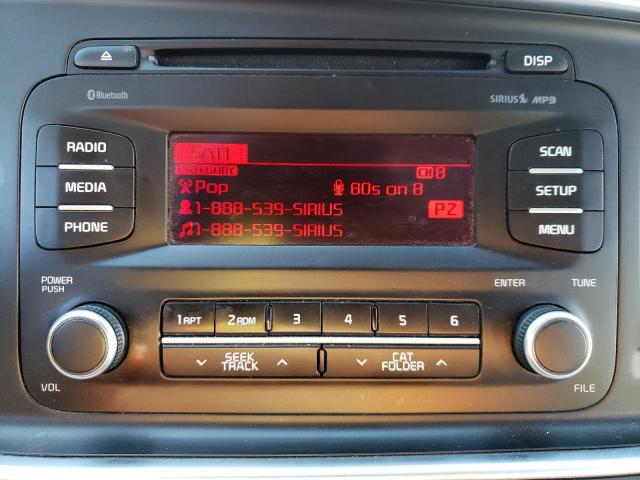 DISP
Bluetooth
SIRIUS MP3
RADIO
MEDIA
PHONE
SAT1
CATEGORY
CH 8
Pop
80s on 8
1-888-539-SIRIUS
PZ
1-888-539-SIRIUS
SCAN
SETUP
MENU
POWER
PUSH
VOL
1 RPT
2 RDM
3
4
5
6
SEEK
TRACK
CAT
FOLDER
ENTER
TUNE
FILE